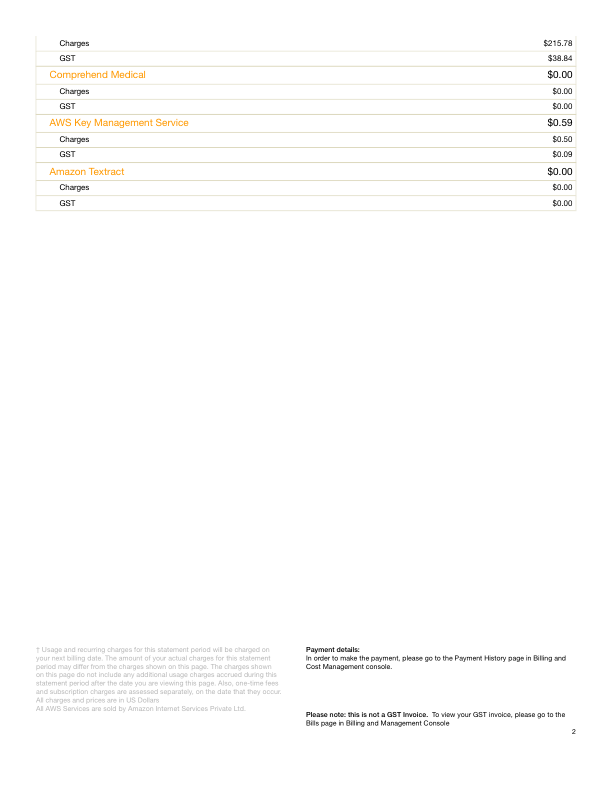 Charges $215.78
GST $38.84
Comprehend Medical $0.00
Charges $0.00
GST $0.00
AWS Key Management Service $0.59
Charges $0.50
GST $0.09
Amazon Textract $0.00
Charges $0.00
GST $0.00
† Usage and recurring charges for this statement period will be charged on
your next billing date. The amount of your actual charges for this statement
period may differ from the charges shown on this page. The charges shown
on this page do not include any additional usage charges accrued during this
statement period after the date you are viewing this page. Also, one-time fees
and subscription charges are assessed separately, on the date that they occur.
All charges and prices are in US Dollars
All AWS Services are sold by Amazon Internet Services Private Ltd.
Payment details:
In order to make the payment, please go to the Payment History page in Billing and
Cost Management console.
Please note: this is not a GST Invoice. To view your GST invoice, please go to the
Bills page in Billing and Management Console
2